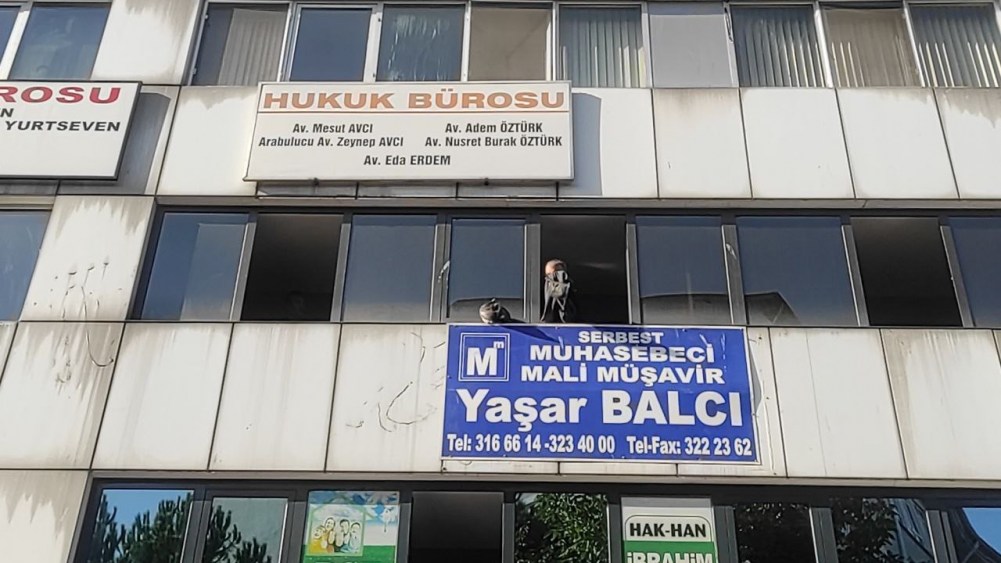 ROSU
YURTSEVEN
HUKUK BÜROSU
Av. Mesut AVCI
Av. Adem ÖZTÜRK
Arabulucu Av. Zeynep AVCI
Av. Nusret Burak ÖZTÜRK
Av. Eda ERDEM
Mm
SERBEST
MUHASEBECİ
MALİ MÜŞAVİR
Yaşar BALCI
Tel: 316 66 14 -323 40 00 Tel-Fax: 322 23 62
HAK-HAN
İBRAHİM